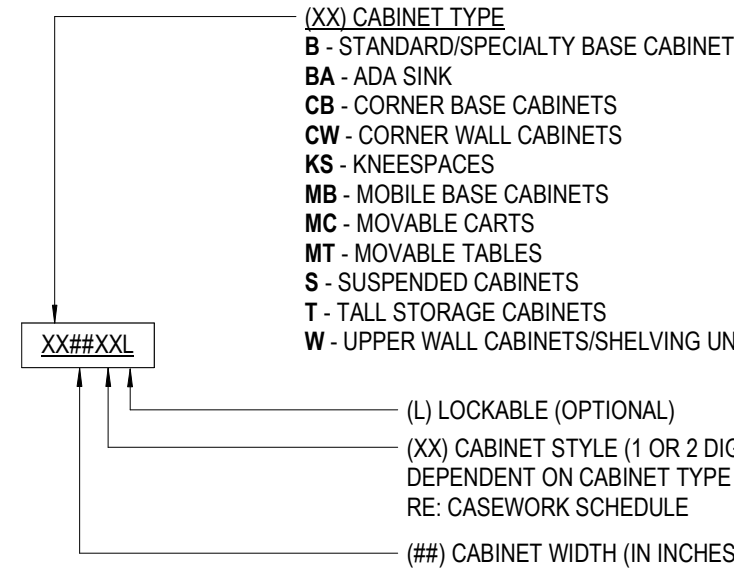 (XX) CABINET TYPE
B - STANDARD/SPECIALTY BASE CABINET
BA - ADA SINK
CB - CORNER BASE CABINETS
CW - CORNER WALL CABINETS
KS - KNEESPACES
MB - MOBILE BASE CABINETS
MC - MOVABLE CARTS
MT - MOVABLE TABLES
S - SUSPENDED CABINETS
T - TALL STORAGE CABINETS
W - UPPER WALL CABINETS/SHELVING UN
XX##XXL
(L) LOCKABLE (OPTIONAL)
(XX) CABINET STYLE (1 OR 2 DIG
DEPENDENT ON CABINET TYPE
RE: CASEWORK SCHEDULE
(##) CABINET WIDTH (IN INCHES